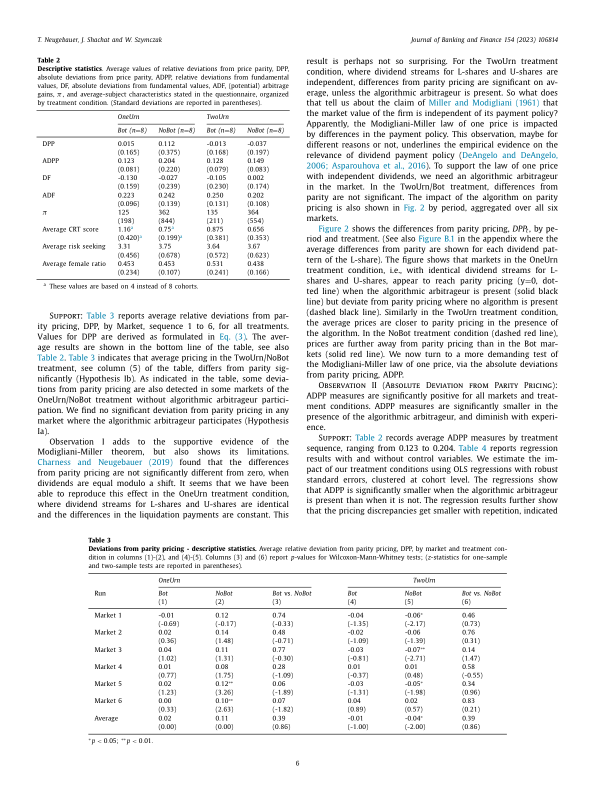 T. Neugebauer, J. Shachat and W. Szymczak
Journal of Banking and Finance 154 (2023) 106814
Table 2
Descriptive statistics. Average values of relative deviations from price parity, DPP,
absolute deviations from price parity, ADPP, relative deviations from fundamental
values, DF, absolute deviations from fundamental values, ADF, (potential) arbitrage
gains, π, and average-subject characteristics stated in the questionnaire, organized
by treatment condition. (Standard deviations are reported in parentheses).
OneUrn TwoUrn
Bot (n=8) NoBot (n=8) Bot (n=8) NoBot (n=8)
DPP 0.015 0.112 -0.013 -0.037
(0.165) (0.375) (0.168) (0.197)
ADPP 0.123 0.204 0.128 0.149
(0.081) (0.220) (0.079) (0.083)
DF -0.130 -0.027 -0.105 0.002
(0.159) (0.239) (0.230) (0.174)
ADF 0.223 0.242 0.250 0.202
(0.096) (0.139) (0.131) (0.108)
π 125 362 135 364
(198) (844) (211) (554)
Average CRT score 1.16a 0.75a 0.875 0.656
(0.420)a (0.199)a (0.381) (0.353)
Average risk seeking 3.31 3.75 3.64 3.67
(0.456) (0.678) (0.572) (0.623)
Average female ratio 0.453 0.453 0.531 0.438
(0.234) (0.107) (0.241) (0.166)
a These values are based on 4 instead of 8 cohorts.
Support: Table 3 reports average relative deviations from par-
ity pricing, DPP, by Market, sequence 1 to 6, for all treatments.
Values for DPP are derived as formulated in Eq. (3). The aver-
age results are shown in the bottom line of the table, see also
Table 2. Table 3 indicates that average pricing in the TwoUrn/NoBot
treatment, see column (5) of the table, differs from parity sig-
nificantly (Hypothesis Ib). As indicated in the table, some devia-
tions from parity pricing are also detected in some markets of the
OneUrn/NoBot treatment without algorithmic arbitrageur partici-
pation. We find no significant deviation from parity pricing in any
market where the algorithmic arbitrageur participates (Hypothesis
Ia).
Observation I adds to the supportive evidence of the
Modigliani-Miller theorem, but also shows its limitations.
Charness and Neugebauer (2019) found that the differences
from parity pricing are not significantly different from zero, when
dividends are equal modulo a shift. It seems that we have been
able to reproduce this effect in the OneUrn treatment condition,
where dividend streams for L-shares and U-shares are identical
and the differences in the liquidation payments are constant. This
result is perhaps not so surprising. For the TwoUrn treatment
condition, where dividend streams for L-shares and U-shares are
independent, differences from parity pricing are significant on av-
erage, unless the algorithmic arbitrageur is present. So what does
that tell us about the claim of Miller and Modigliani (1961) that
the market value of the firm is independent of its payment policy?
Apparently, the Modigliani-Miller law of one price is impacted
by differences in the payment policy. This observation, maybe for
different reasons or not, underlines the empirical evidence on the
relevance of dividend payment policy (DeAngelo and DeAngelo,
2006; Asparouhova et al., 2016). To support the law of one price
with independent dividends, we need an algorithmic arbitrageur
in the market. In the TwoUrn/Bot treatment, differences from
parity are not significant. The impact of the algorithm on parity
pricing is also shown in Fig. 2 by period, aggregated over all six
markets.
Figure 2 shows the differences from parity pricing, DPPt, by pe-
riod and treatment. (See also Figure B.1 in the appendix where the
average differences from parity are shown for each dividend pat-
tern of the L-share). The figure shows that markets in the OneUrn
treatment condition, i.e., with identical dividend streams for L-
shares and U-shares, appear to reach parity pricing (y=0, dot-
ted line) when the algorithmic arbitrageur is present (solid black
line) but deviate from parity pricing where no algorithm is present
(dashed black line). Similarly in the TwoUrn treatment condition,
the average prices are closer to parity pricing in the presence of
the algorithm. In the NoBot treatment condition (dashed red line),
prices are further away from parity pricing than in the Bot mar-
kets (solid red line). We now turn to a more demanding test of
the Modigliani-Miller law of one price, via the absolute deviations
from parity pricing, ADPP.
Observation II (Absolute Deviation from Parity Pricing):
ADPP measures are significantly positive for all markets and treat-
ment conditions. ADPP measures are significantly smaller in the
presence of the algorithmic arbitrageur, and diminish with experi-
ence.
Support: Table 2 records average ADPP measures by treatment
sequence, ranging from 0.123 to 0.204. Table 4 reports regression
results with and without control variables. We estimate the im-
pact of our treatment conditions using OLS regressions with robust
standard errors, clustered at cohort level. The regressions show
that ADPP is significantly smaller when the algorithmic arbitrageur
is present than when it is not. The regression results further show
that the pricing discrepancies get smaller with repetition, indicated
Table 3
Deviations from parity pricing - descriptive statistics. Average relative deviation from parity pricing, DPP, by market and treatment con-
dition in columns (1)-(2), and (4)-(5). Columns (3) and (6) report p-values for Wilcoxon-Mann-Whitney tests; (z-statistics for one-sample
and two-sample tests are reported in parentheses).
OneUrn TwoUrn
Run Bot NoBot Bot vs. NoBot Bot NoBot Bot vs. NoBot
(1) (2) (3) (4) (5) (6)
Market 1 -0.01 0.12 0.74 -0.04 -0.06* 0.46
(-0.69) (-0.17) (-0.33) (-1.35) (-2.17) (0.73)
Market 2 0.02 0.14 0.48 -0.02 -0.06 0.76
(0.36) (1.48) (-0.71) (-1.09) (-1.39) (0.31)
Market 3 0.04 0.11 0.77 -0.03 -0.07** 0.14
(1.02) (1.31) (-0.30) (-0.81) (-2.71) (1.47)
Market 4 0.01 0.08 0.28 0.01 0.01 0.58
(0.77) (1.75) (-1.09) (-0.37) (0.48) (-0.55)
Market 5 0.02 0.12** 0.06 -0.03 -0.05* 0.34
(1.23) (3.26) (-1.89) (-1.31) (-1.98) (0.96)
Market 6 0.00 0.10** 0.07 0.04 0.02 0.83
(0.33) (2.63) (-1.82) (0.89) (0.57) (0.21)
Average 0.02 0.11 0.39 -0.01 -0.04* 0.39
(0.00) (0.00) (0.86) (-1.00) (-2.00) (0.86)
*p < 0.05; **p < 0.01.
6